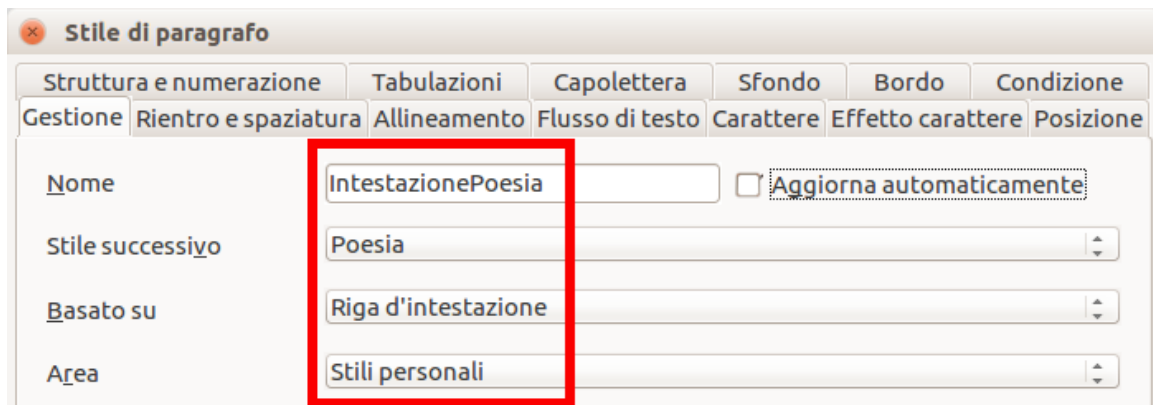 Stile di paragrafo
Struttura e numerazione Tabulazioni Capolettera Sfondo Bordo Condizione
Gestione Rientro e spaziatura Allineamento Flusso di testo Carattere Effetto carattere Posizione
Nome IntestazionePoesia Aggiorna automaticamente
Stile successivo Poesia
Basato su Riga d'intestazione
Area Stili personali